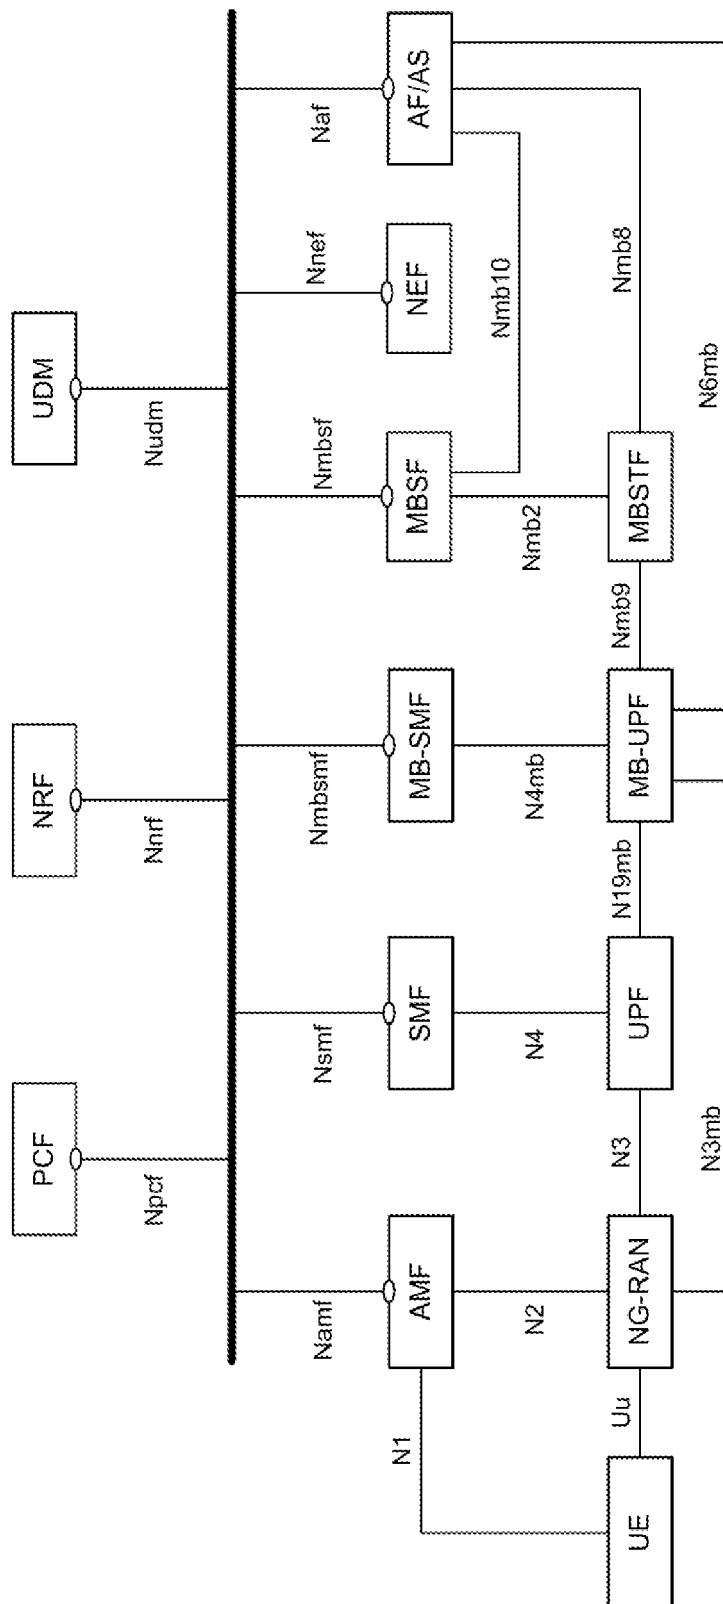 PCF
NRF
UDM
Npcf
Nnrf
Nudm
Namf
Nsmf
Nmbsmf
Nmbsf
Nnef
Naf
AMF
SMF
MB-SMF
MBSF
NEF
AF/AS
N1
N2
N4
N4mb
Nmb2
Nmb10
Nmb8
UE
Uu
NG-RAN
N3
UPF
N19mb
MB-UPF
Nmb9
MBSTF
N3mb
N6mb